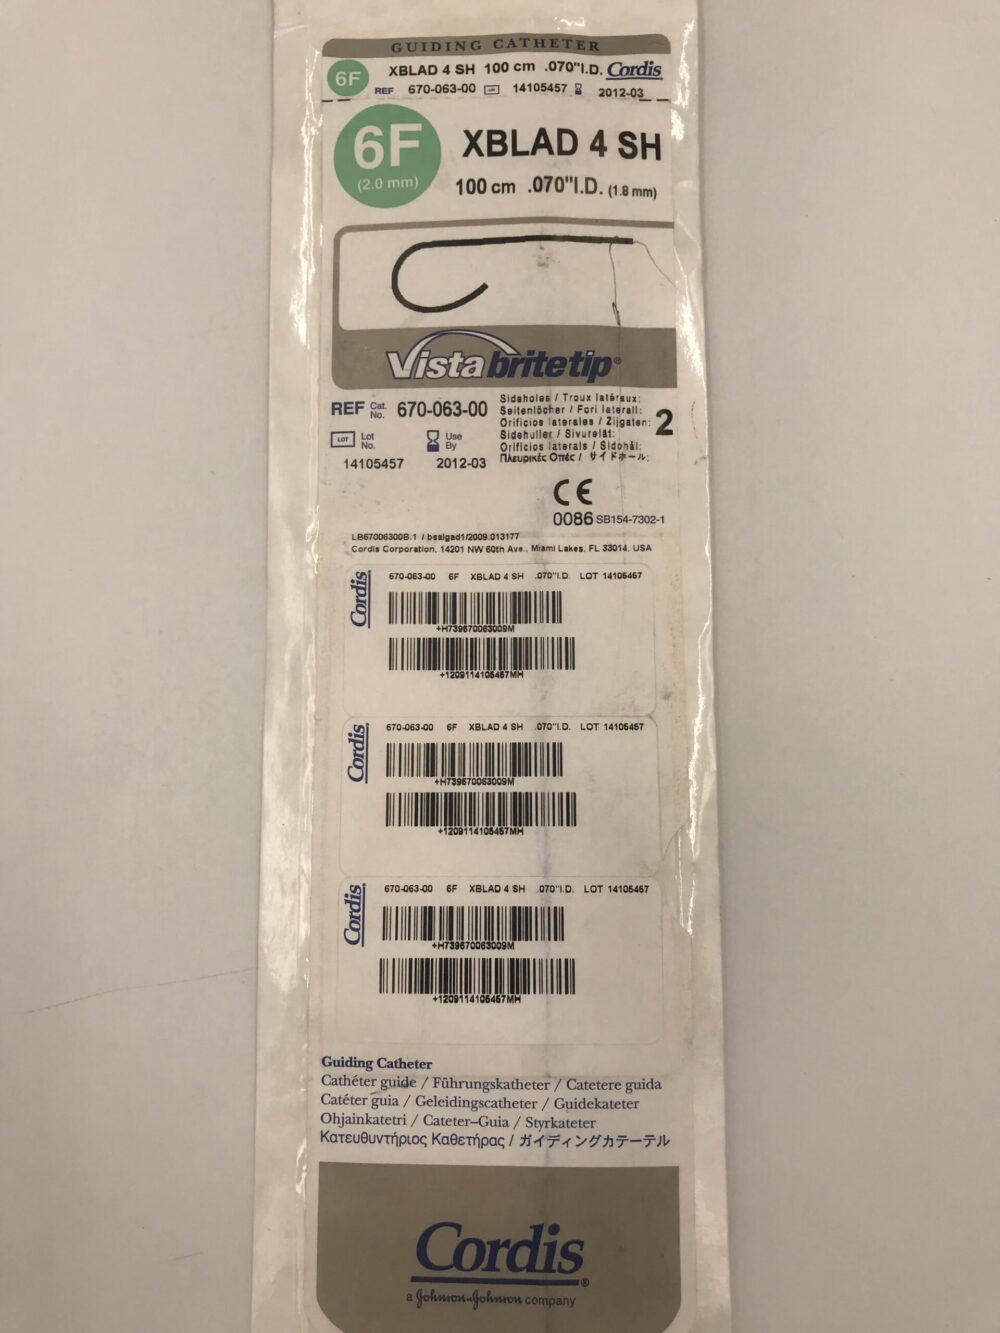 GUIDING CATHETER
6F XBLAD 4 SH 100 cm .070"I.D. Cordis
REF 670-063-00 LOT 14105457 2012-03
6F
(2.0 mm)
XBLAD 4 SH
100 cm .070"I.D. (1.8 mm)
Vista brite tip®
REF Cat. No. 670-063-00
LOT Lot No. 14105457
Use By 2012-03
Sideholes / Troux latéraux:
Seitenlöcher / Fori laterall:
Orificios laterales / Zijgaten:
Sidehuller / Sivureiät:
Orificios laterals / Sidohål:
Πλευρικές Οπές / サイドホール:
2
CE
0086 SB154-7302-1
LB67006300B.1 / bsalgad1/2009.013177
Cordis Corporation, 14201 NW 60th Ave., Miami Lakes, FL 33014, USA
Cordis
670-063-00 6F XBLAD 4 SH .070"I.D. LOT 14105457
+H739670063009M
+1209114105457MH
Cordis
670-063-00 6F XBLAD 4 SH .070"I.D. LOT 14105457
+H739670063009M
+1209114105457MH
Cordis
670-063-00 6F XBLAD 4 SH .070"I.D. LOT 14105457
+H739670063009M
+1209114105457MH
Guiding Catheter
Cathéter guide / Führungskatheter / Catetere guida
Catéter guia / Geleidingscatheter / Guidekateter
Ohjainkatetri / Cateter–Guia / Styrkateter
Κατευθυντήριος Καθετήρας / ガイディングカテーテル
Cordis®
a Johnson & Johnson company